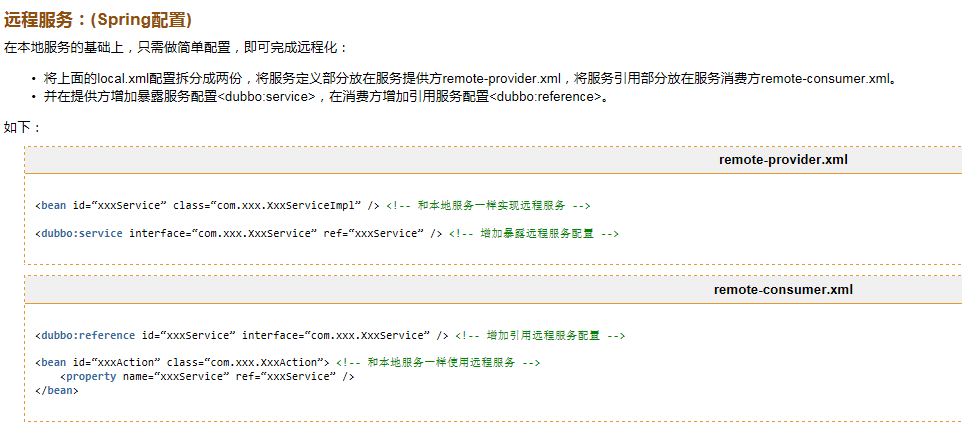 远程服务：(Spring配置)
在本地服务的基础上，只需做简单配置，即可完成远程化：
• 将上面的local.xml配置拆分成两份，将服务定义部分放在服务提供方remote-provider.xml，将服务引用部分放在服务消费方remote-consumer.xml。
• 并在提供方增加暴露服务配置<dubbo:service>，在消费方增加引用服务配置<dubbo:reference>。
如下：
remote-provider.xml
<bean id=“xxxService” class=“com.xxx.XxxServiceImpl” /> <!-- 和本地服务一样实现远程服务 -->
<dubbo:service interface=“com.xxx.XxxService” ref=“xxxService” /> <!-- 增加暴露远程服务配置 -->
remote-consumer.xml
<dubbo:reference id=“xxxService” interface=“com.xxx.XxxService” /> <!-- 增加引用远程服务配置 -->
<bean id=“xxxAction” class=“com.xxx.XxxAction”> <!-- 和本地服务一样使用远程服务 -->
<property name=“xxxService” ref=“xxxService” />
</bean>